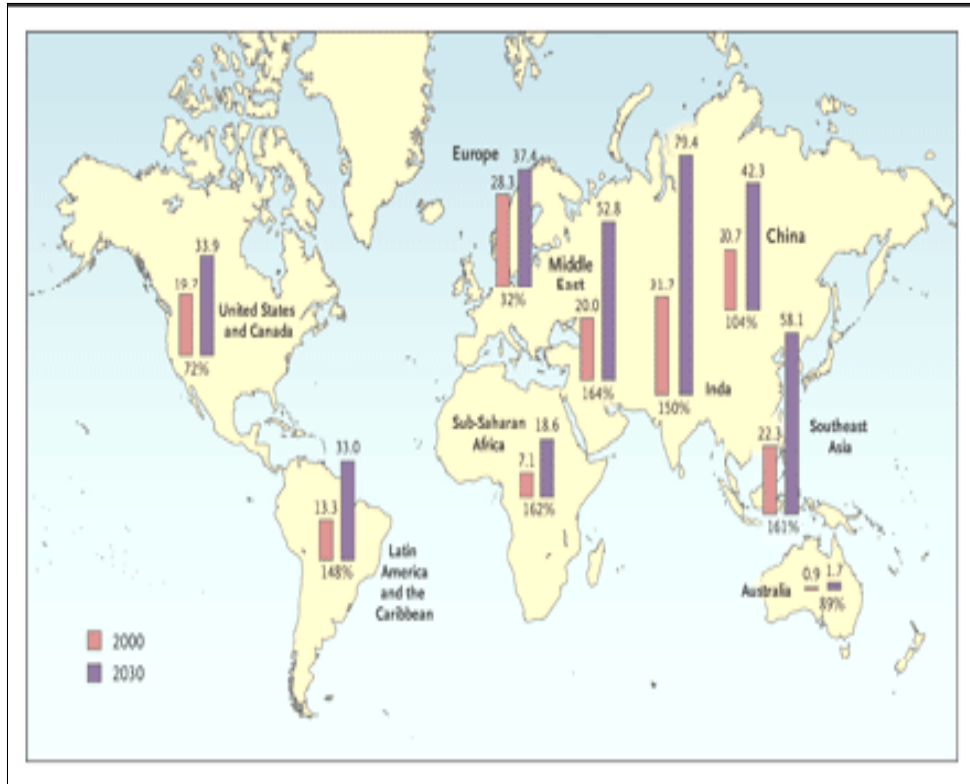 Europe
28.3
37.4
32%
79.4
31.7
150%
Inda
42.3
20.7
104%
China
52.8
Middle
East
20.0
164%
33.9
19.7
United States
and Canada
72%
58.1
22.3
Southeast
Asia
161%
Sub-Saharan
Africa
18.6
7.1
162%
33.0
13.3
148%
Latin
America
and the
Caribbean
0.9
1.7
Australia
89%
2000
2030